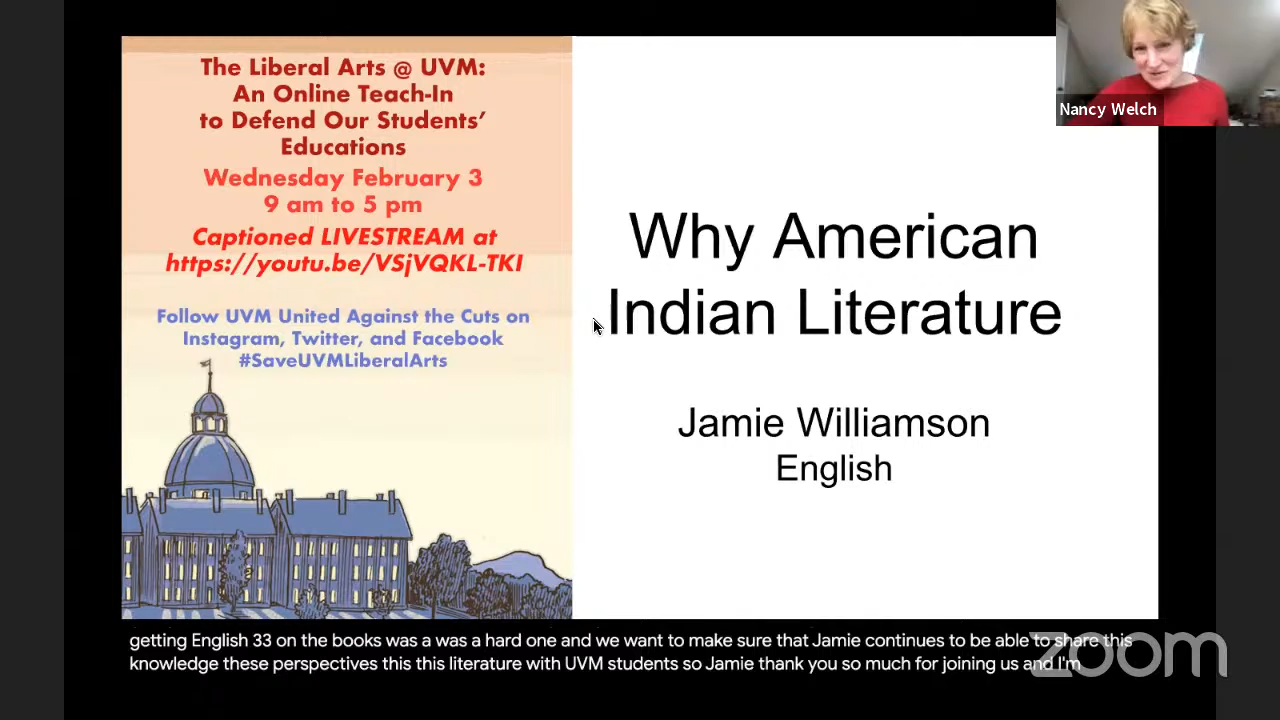 The Liberal Arts @ UVM:
An Online Teach-In
to Defend Our Students'
Educations
Wednesday February 3
9 am to 5 pm
Captioned LIVESTREAM at
https://youtu.be/VSjVQKL-TKI
Follow UVM United Against the Cuts on
Instagram, Twitter, and Facebook
#SaveUVMLiberalArts
Why American
Indian Literature
Jamie Williamson
English
Nancy Welch
getting English 33 on the books was a was a hard one and we want to make sure that Jamie continues to be able to share this
knowledge these perspectives this this literature with UVM students so Jamie thank you so much for joining us and I'm
zoom